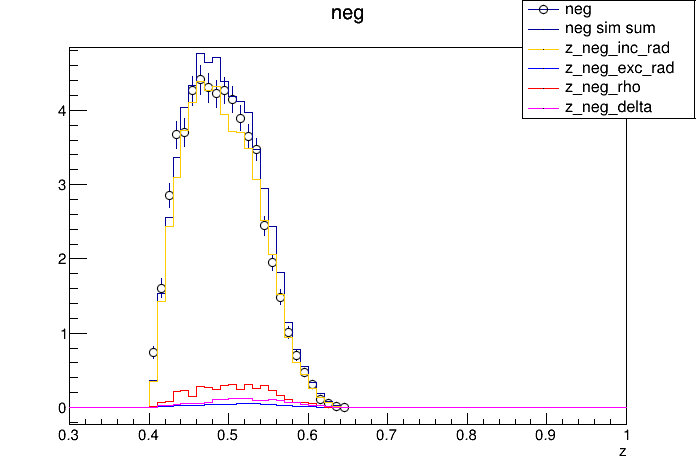 neg
neg
neg sim sum
z_neg_inc_rad
z_neg_exc_rad
z_neg_rho
z_neg_delta
4
3
2
1
0
0.3 0.4 0.5 0.6 0.7 0.8 0.9 1
z